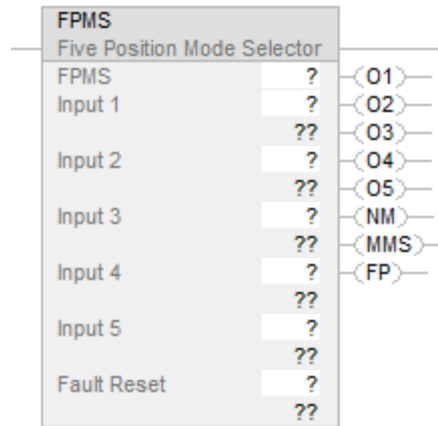 FPMS
Five Position Mode Selector
FPMS ? (O1)
Input 1 ? (O2)
?? (O3)
Input 2 ? (O4)
?? (O5)
Input 3 ? (NM)
?? (MMS)
Input 4 ? (FP)
??
Input 5 ?
??
Fault Reset ?
??